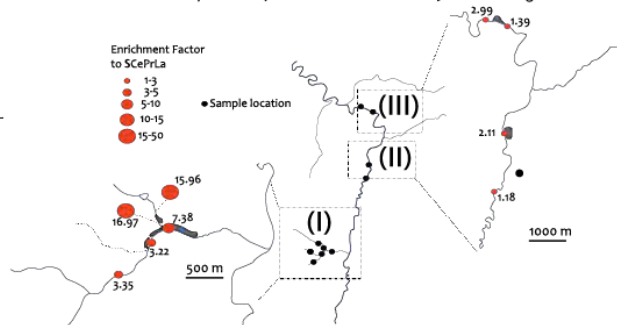 Enrichment Factor
to SCePrLa
1-3
3-5
5-10
10-15
15-50
Sample location
(III)
(II)
(I)
2.99
1.39
2.11
1.18
1000 m
15.96
16.97
7.38
3.22
3.35
500 m